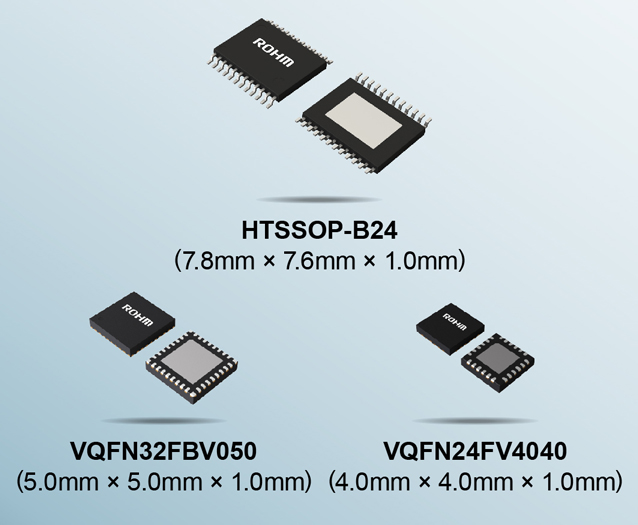 ROHM
HTSSOP-B24
(7.8mm × 7.6mm × 1.0mm)
ROHM
ROHM
VQFN32FBV050
VQFN24FV4040
(5.0mm × 5.0mm × 1.0mm)
(4.0mm × 4.0mm × 1.0mm)